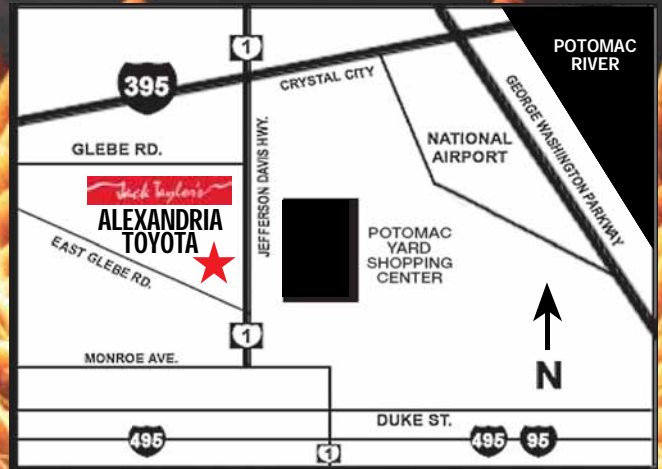 1
POTOMAC
RIVER
395
CRYSTAL CITY
GEORGE WASHINGTON PARKWAY
JEFFERSON DAVIS HWY.
NATIONAL
AIRPORT
GLEBE RD.
Jack Taylor's
ALEXANDRIA
TOYOTA
POTOMAC
YARD
SHOPPING
CENTER
EAST GLEBE RD.
1
MONROE AVE.
N
DUKE ST.
495
1
495
95